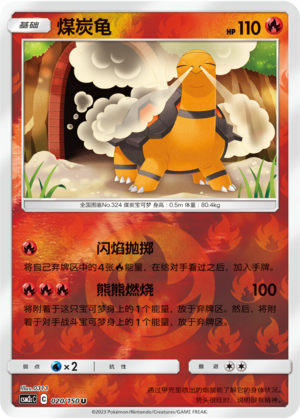 基础 煤炭龟 HP 110
全国图鉴No.324 煤炭宝可梦 身高:0.5m 体重:80.4kg
闪焰抛掷
将自己弃牌区中的4张能量,在给对手看过之后,加入手牌。
熊熊燃烧 100
将附着于这只宝可梦身上的1个能量,放于弃牌区。然后,将附
着于对手战斗宝可梦身上的1个能量,放于弃牌区。
弱点 ×2 抵抗力 撤退
Illus.0313
CSM2c C C 020/150 U
©2023 Pokémon/Nintendo/Creatures/GAME FREAK.